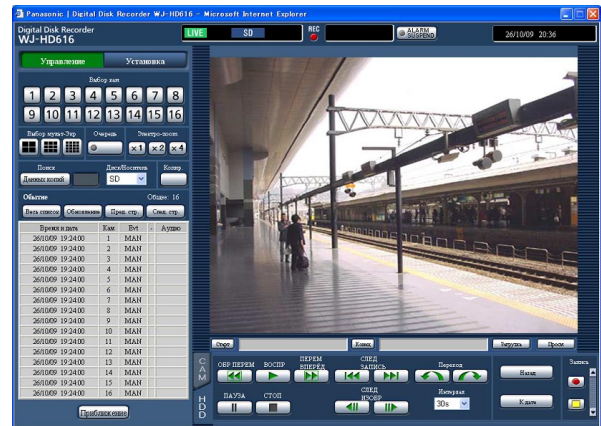 Panasonic | Digital Disk Recorder WJ-HD616 - Microsoft Internet Explorer
Digital Disk Recorder
WJ-HD616
LIVE SD REC ALARM SUSPEND 26/10/09 20:36
Управление Установка
Выбор кам
1 2 3 4 5 6 7 8
9 10 11 12 13 14 15 16
Выбор мульт-Экр Очередь Электро-zoom
x1 x2 x4
Поиск Диск/Носитель Копир.
Данных копий SD
Событие Общее: 16
Весь список Обновление Пред. стр. След. стр.
Время и дата Кам Evt - Аудио
26/10/09 19:24:00 1 MAN
26/10/09 19:24:00 2 MAN
26/10/09 19:24:00 3 MAN
26/10/09 19:24:00 4 MAN
26/10/09 19:24:00 5 MAN
26/10/09 19:24:00 6 MAN
26/10/09 19:24:00 7 MAN
26/10/09 19:24:00 8 MAN
26/10/09 19:24:00 9 MAN
26/10/09 19:24:00 10 MAN
26/10/09 19:24:00 11 MAN
26/10/09 19:24:00 12 MAN
26/10/09 19:24:00 13 MAN
26/10/09 19:24:00 14 MAN
26/10/09 19:24:00 15 MAN
26/10/09 19:24:00 16 MAN
Приближение
Старт Конец Загрузка Просм
CAM
HDD
ОБР ПЕРЕМ ВОСПР ПЕРЕМ ВПЕРЁД СЛЕД ЗАПИСЬ Переход
ПАУЗА СТОП СЛЕД ИЗОБР Интервал
30s
Назад
К дате
Запись